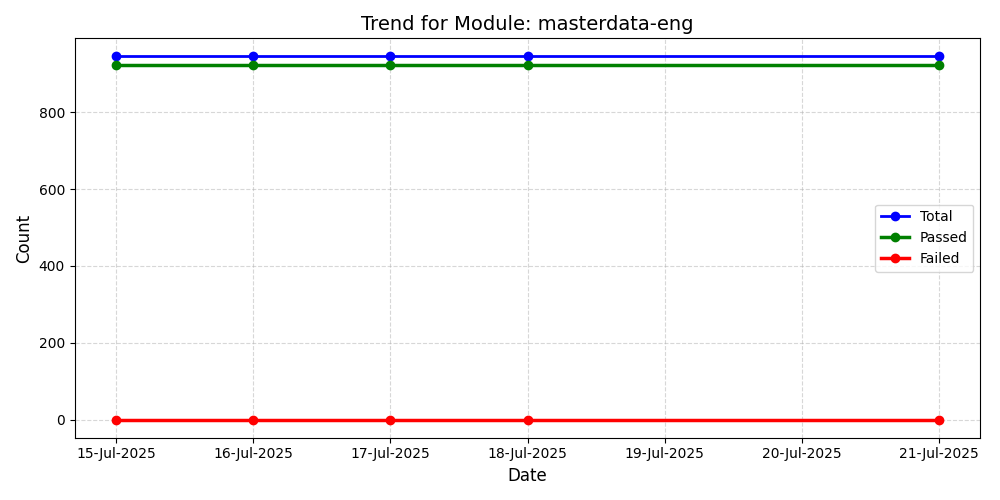 Trend for Module: masterdata-eng
Count
800
600
400
200
0
Total
Passed
Failed
15-Jul-2025
16-Jul-2025
17-Jul-2025
18-Jul-2025
19-Jul-2025
20-Jul-2025
21-Jul-2025
Date